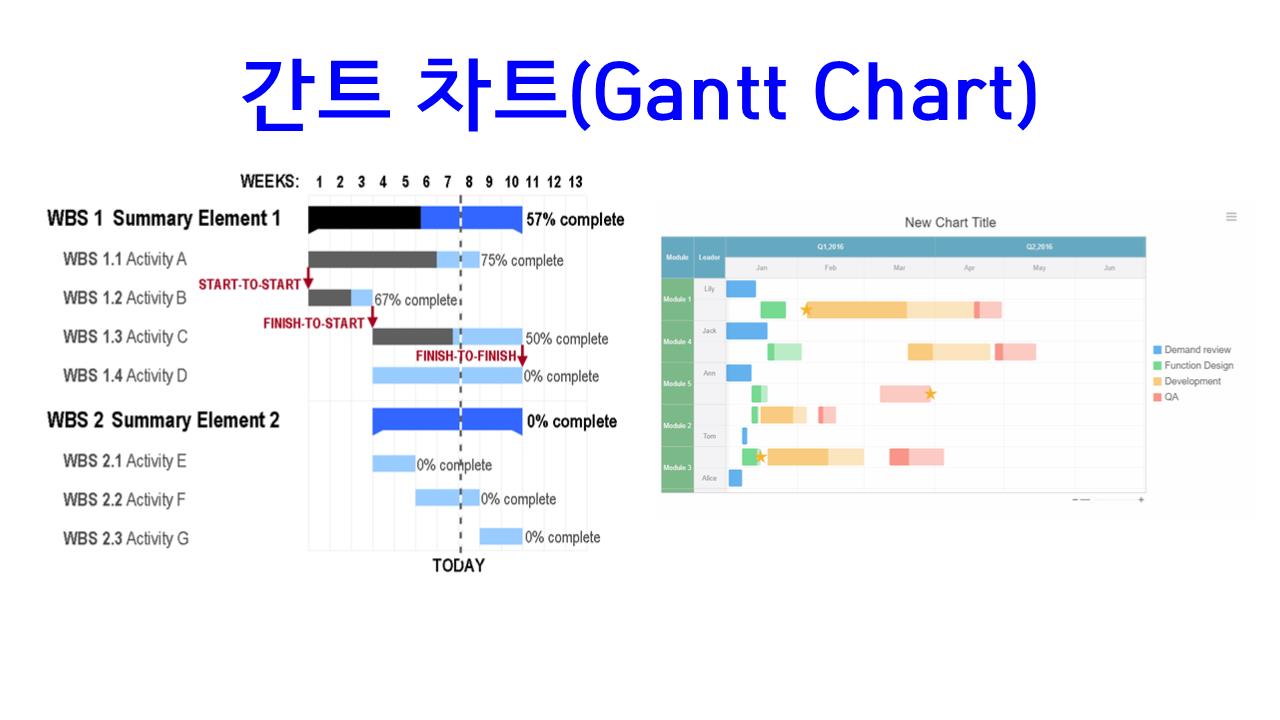 간트 차트(Gantt Chart)
WEEKS: 1 2 3 4 5 6 7 8 9 10 11 12 13
WBS 1 Summary Element 1 57% complete
WBS 1.1 Activity A 75% complete
START-TO-START
WBS 1.2 Activity B 67% complete
FINISH-TO-START
WBS 1.3 Activity C 50% complete
FINISH-TO-FINISH
WBS 1.4 Activity D 0% complete
WBS 2 Summary Element 2 0% complete
WBS 2.1 Activity E 0% complete
WBS 2.2 Activity F 0% complete
WBS 2.3 Activity G 0% complete
TODAY
New Chart Title
Module Leader Q1,2016 Q2,2016
Jan Feb Mar Apr May Jun
Lily
Module 1
Jack
Module 4
Ann
Module 5
Module 2
Tom
Module 3
Alice
Demand review
Function Design
Development
QA